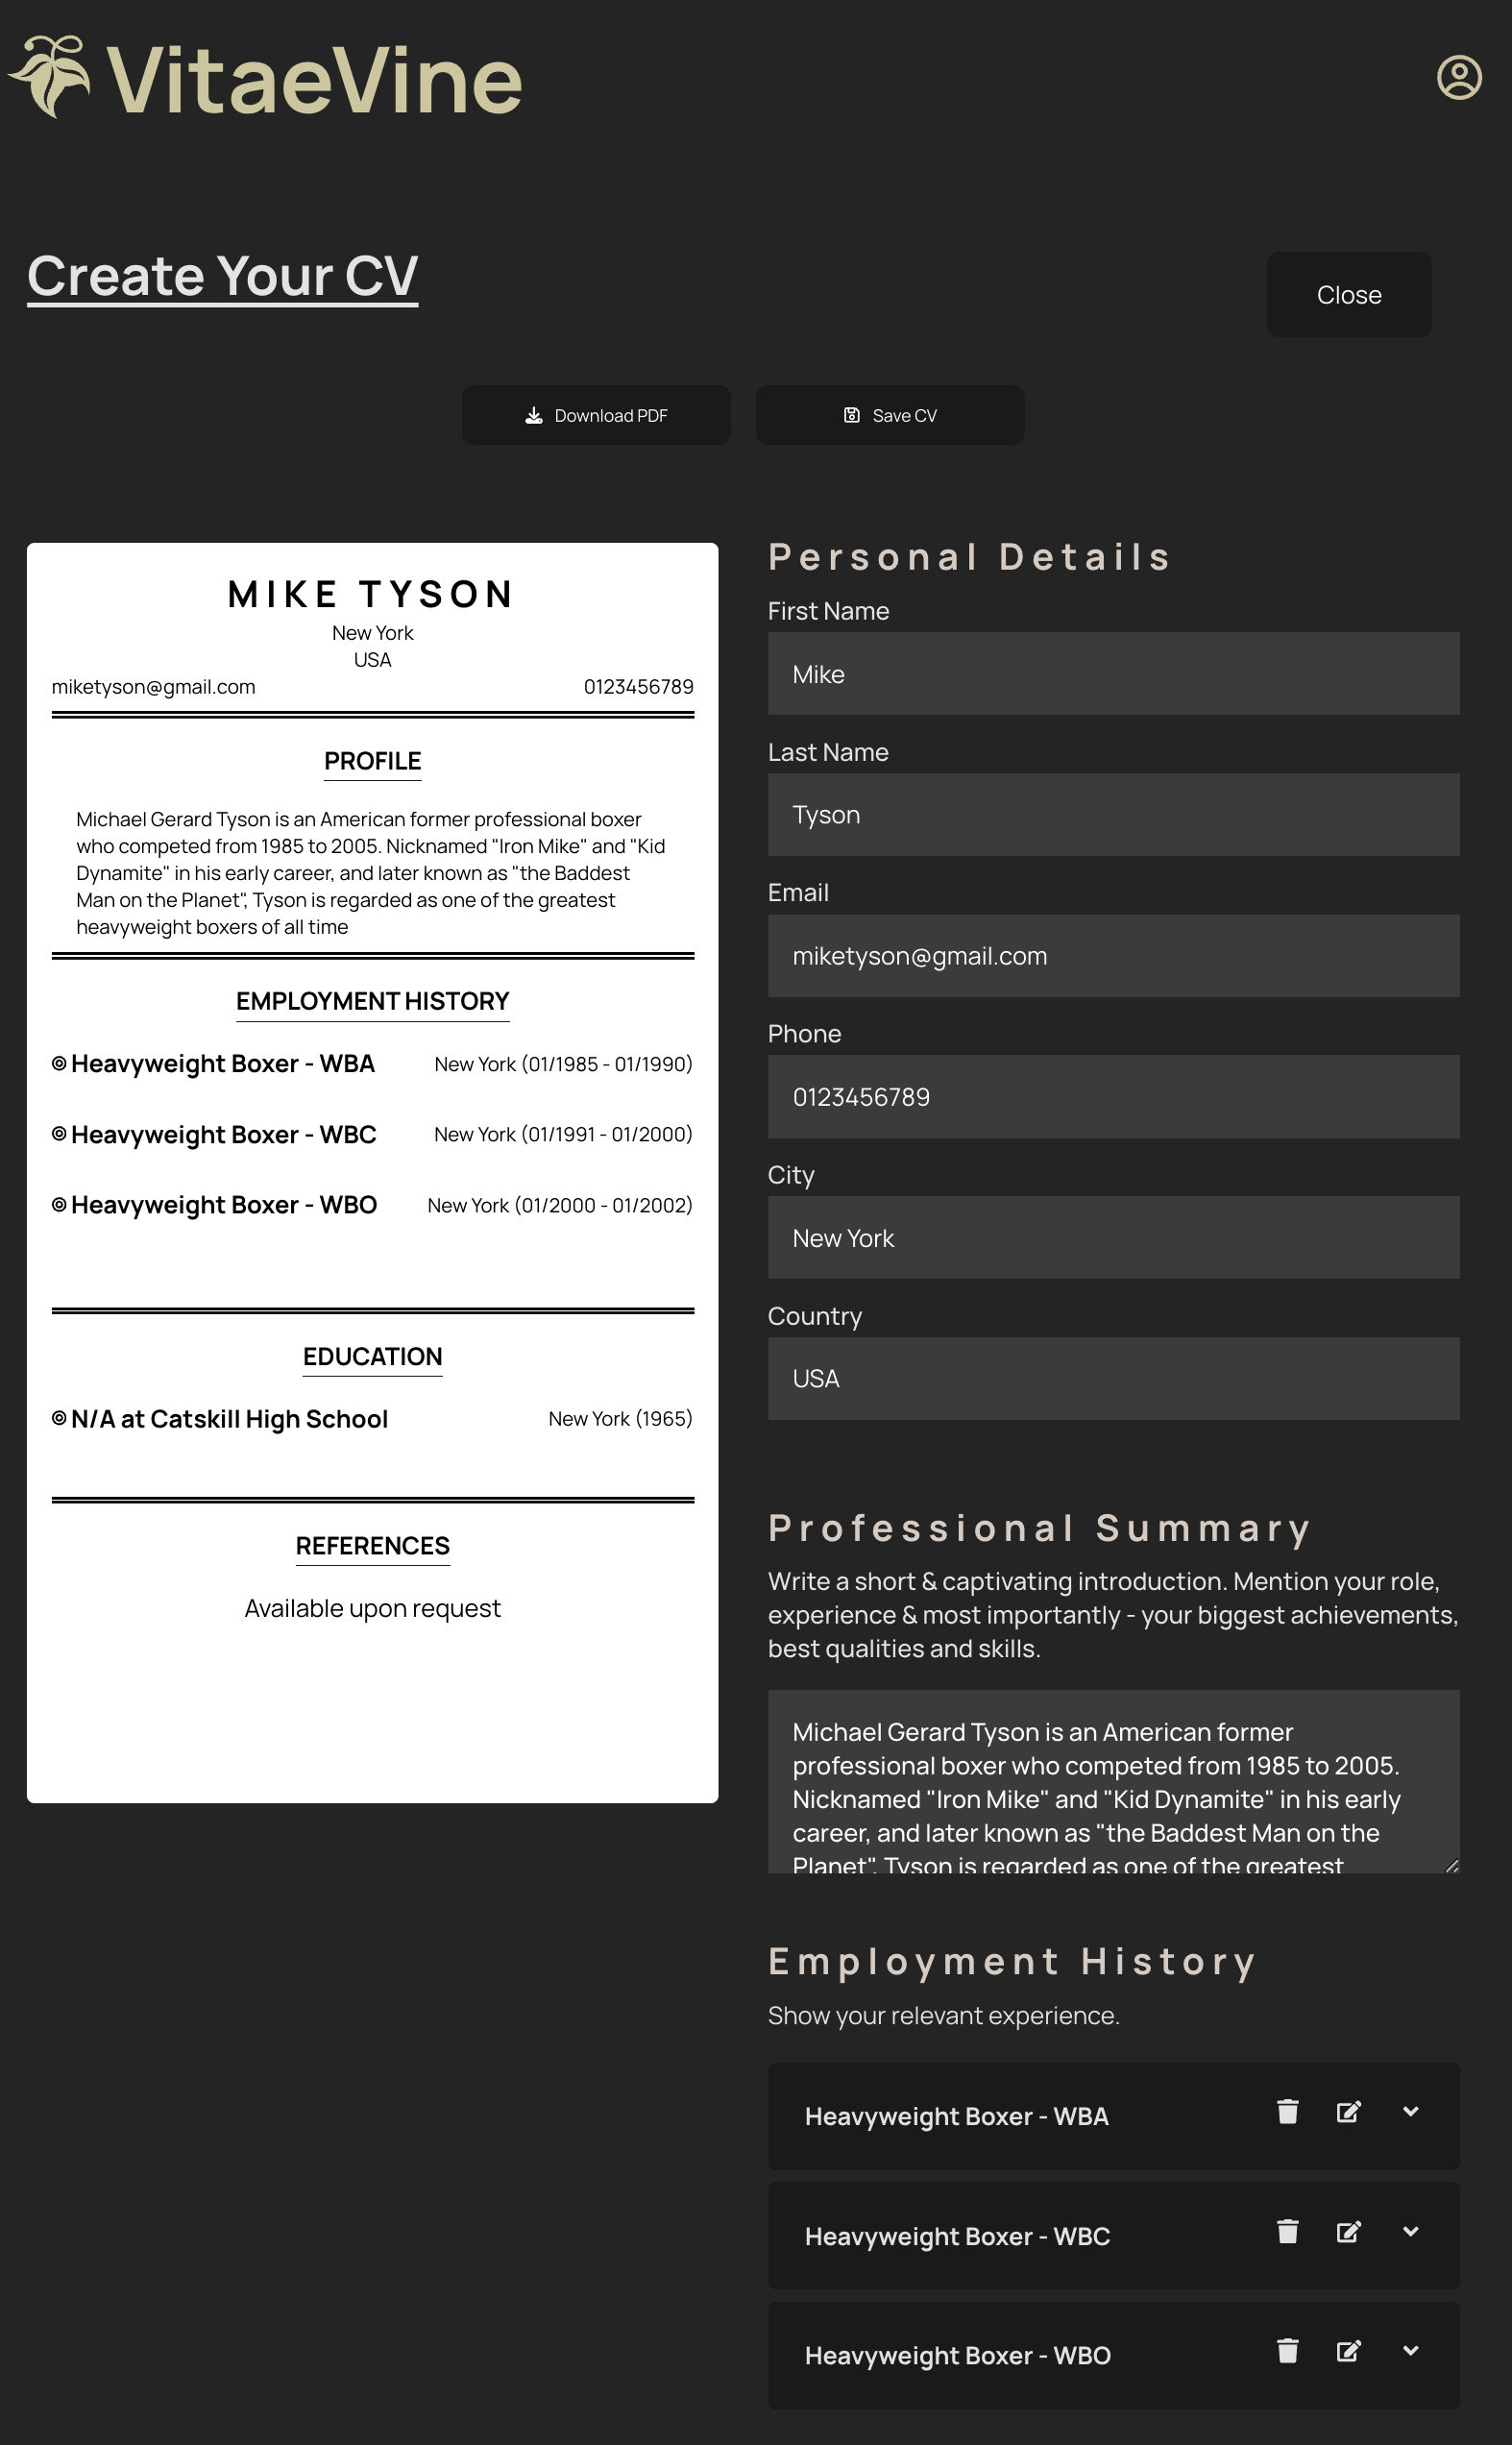 VitaeVine
Create Your CV
Close
Download PDF
Save CV
MIKE TYSON
New York
USA
miketyson@gmail.com 0123456789
PROFILE
Michael Gerard Tyson is an American former professional boxer
who competed from 1985 to 2005. Nicknamed "Iron Mike" and "Kid
Dynamite" in his early career, and later known as "the Baddest
Man on the Planet", Tyson is regarded as one of the greatest
heavyweight boxers of all time
EMPLOYMENT HISTORY
Heavyweight Boxer - WBA New York (01/1985 - 01/1990)
Heavyweight Boxer - WBC New York (01/1991 - 01/2000)
Heavyweight Boxer - WBO New York (01/2000 - 01/2002)
EDUCATION
N/A at Catskill High School New York (1965)
REFERENCES
Available upon request
Personal Details
First Name
Mike
Last Name
Tyson
Email
miketyson@gmail.com
Phone
0123456789
City
New York
Country
USA
Professional Summary
Write a short & captivating introduction. Mention your role,
experience & most importantly - your biggest achievements,
best qualities and skills.
Michael Gerard Tyson is an American former
professional boxer who competed from 1985 to 2005.
Nicknamed "Iron Mike" and "Kid Dynamite" in his early
career, and later known as "the Baddest Man on the
Planet", Tyson is regarded as one of the greatest
Employment History
Show your relevant experience.
Heavyweight Boxer - WBA
Heavyweight Boxer - WBC
Heavyweight Boxer - WBO